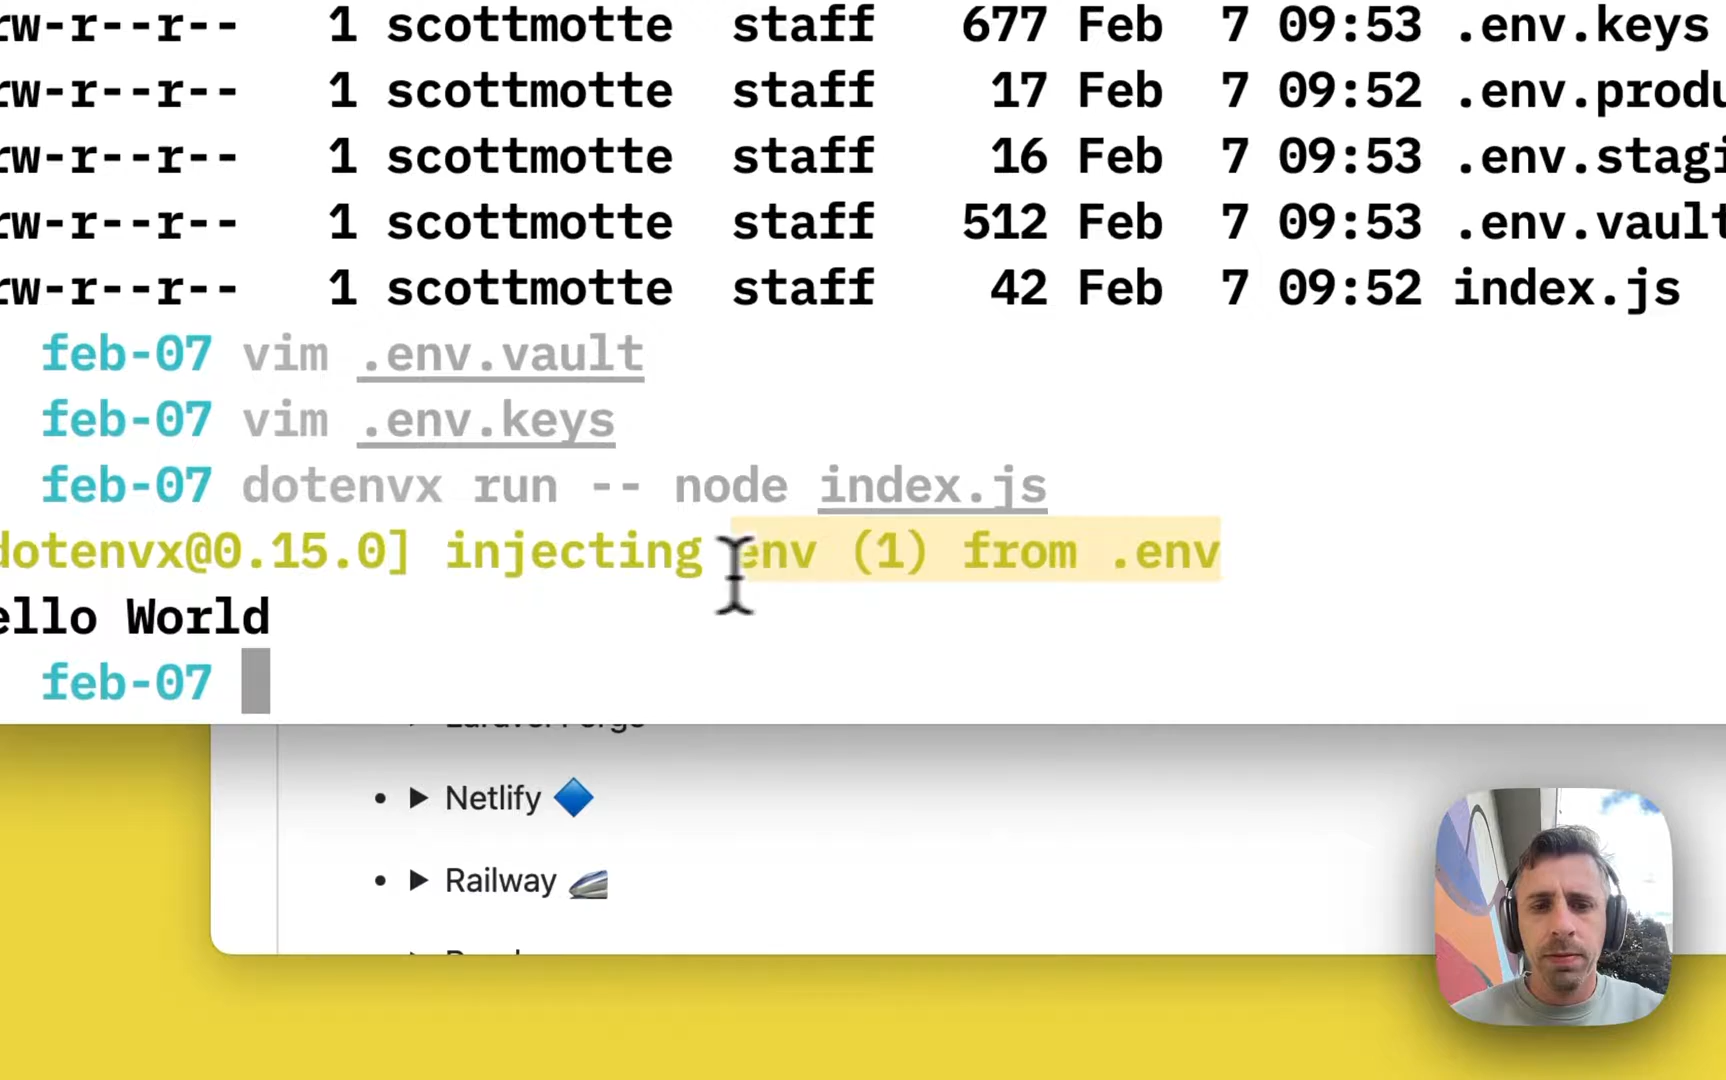 rw-r--r-- 1 scottmotte staff 677 Feb 7 09:53 .env.keys
rw-r--r-- 1 scottmotte staff 17 Feb 7 09:52 .env.produ
rw-r--r-- 1 scottmotte staff 16 Feb 7 09:53 .env.stagi
rw-r--r-- 1 scottmotte staff 512 Feb 7 09:53 .env.vault
rw-r--r-- 1 scottmotte staff 42 Feb 7 09:52 index.js
feb-07 vim .env.vault
feb-07 vim .env.keys
feb-07 dotenvx run -- node index.js
dotenvx@0.15.0] injecting env (1) from .env
ello World
feb-07
Netlify
Railway